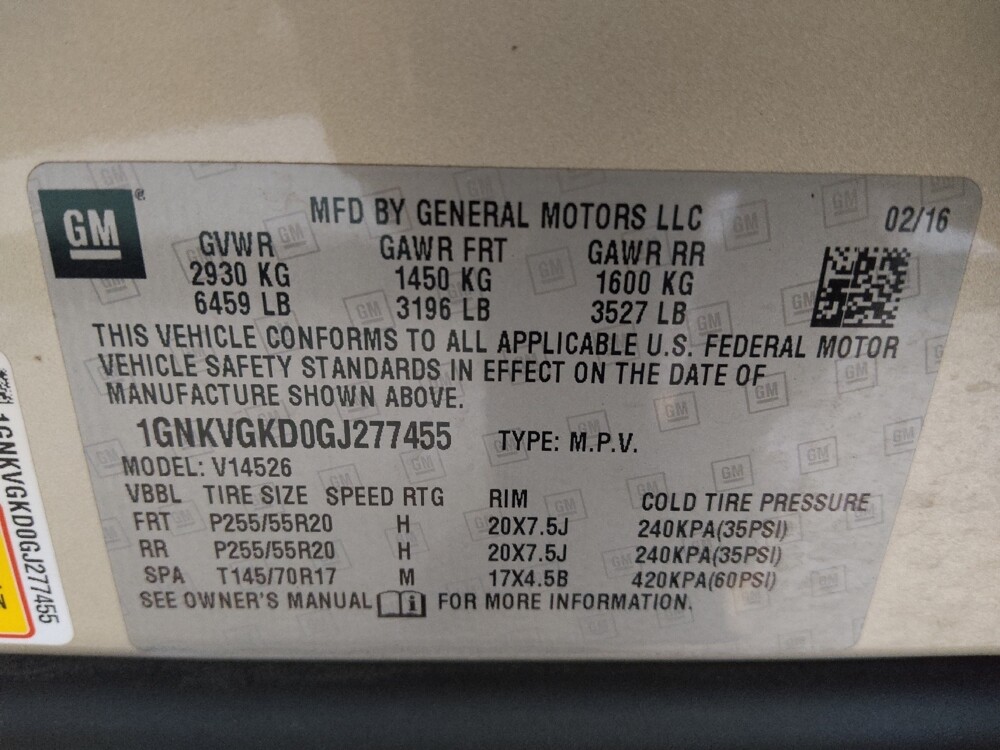 GM ®
MFD BY GENERAL MOTORS LLC 02/16
GVWR GAWR FRT GAWR RR
2930 KG 1450 KG 1600 KG
6459 LB 3196 LB 3527 LB
THIS VEHICLE CONFORMS TO ALL APPLICABLE U.S. FEDERAL MOTOR
VEHICLE SAFETY STANDARDS IN EFFECT ON THE DATE OF
MANUFACTURE SHOWN ABOVE.
1GNKVGKD0GJ277455 TYPE: M.P.V.
MODEL: V14526
VBBL TIRE SIZE SPEED RTG RIM COLD TIRE PRESSURE
FRT P255/55R20 H 20X7.5J 240KPA(35PSI)
RR P255/55R20 H 20X7.5J 240KPA(35PSI)
SPA T145/70R17 M 17X4.5B 420KPA(60PSI)
SEE OWNER'S MANUAL i FOR MORE INFORMATION.
1GNKVGKD0GJ277455